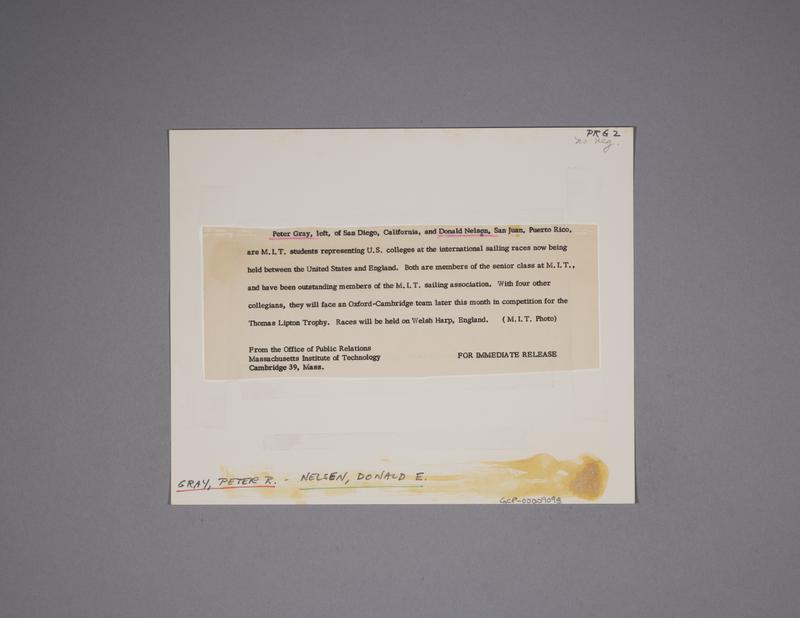 PRG 2
no neg.
Peter Gray, left, of San Diego, California, and Donald Nelson, San Juan, Puerto Rico,
are M.I.T. students representing U.S. colleges at the international sailing races now being
held between the United States and England. Both are members of the senior class at M.I.T.,
and have been outstanding members of the M.I.T. sailing association. With four other
collegians, they will face an Oxford-Cambridge team later this month in competition for the
Thomas Lipton Trophy. Races will be held on Welsh Harp, England. (M.I.T. Photo)
From the Office of Public Relations
Massachusetts Institute of Technology
Cambridge 39, Mass.
FOR IMMEDIATE RELEASE
GRAY, PETER R. - NELSEN, DONALD E.
GCP-00009098